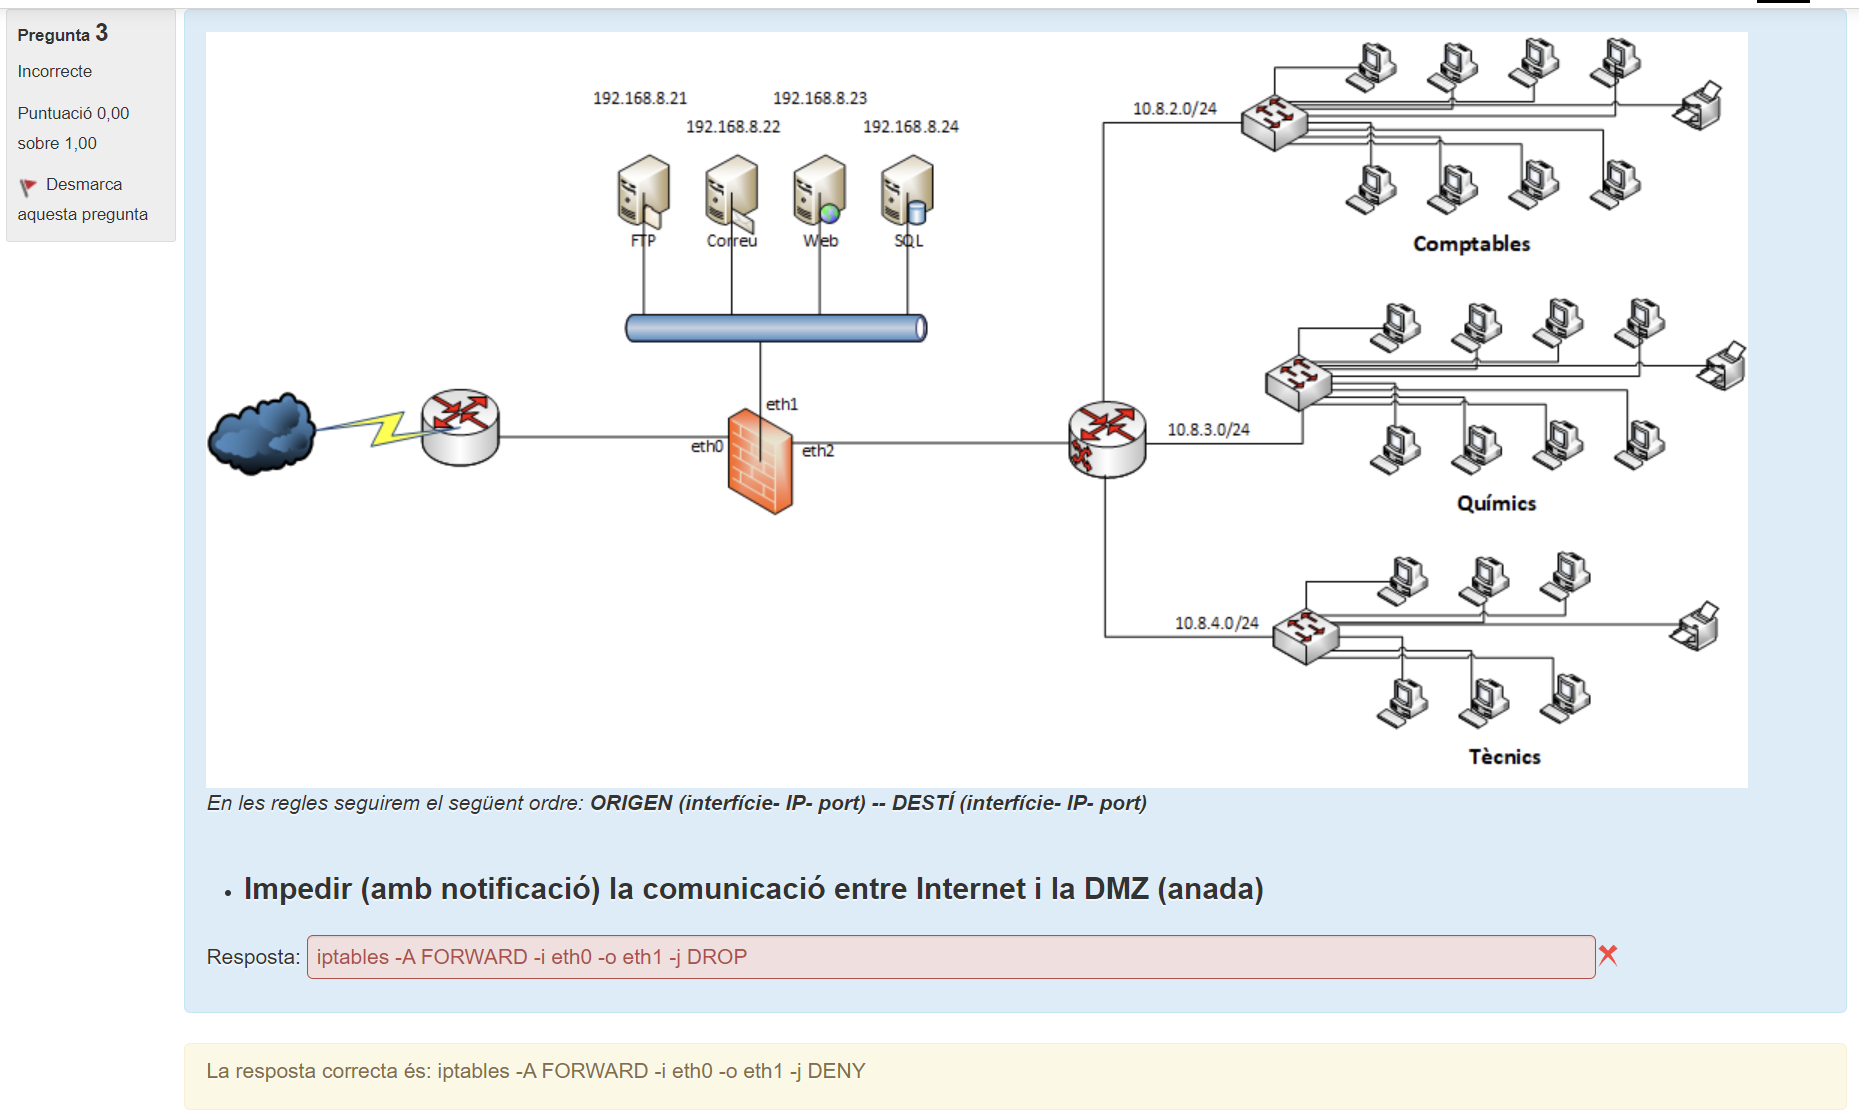 Pregunta 3
Incorrecte
Puntuació 0,00
sobre 1,00
Desmarca
aquesta pregunta
192.168.8.21
192.168.8.23
192.168.8.22
192.168.8.24
FTP
Correu
Web
SQL
eth1
eth0
eth2
10.8.2.0/24
Comptables
10.8.3.0/24
Químics
10.8.4.0/24
Tècnics
En les regles seguirem el següent ordre: ORIGEN (interfície- IP- port) -- DESTÍ (interfície- IP- port)
• Impedir (amb notificació) la comunicació entre Internet i la DMZ (anada)
Resposta: iptables -A FORWARD -i eth0 -o eth1 -j DROP
La resposta correcta és: iptables -A FORWARD -i eth0 -o eth1 -j DENY